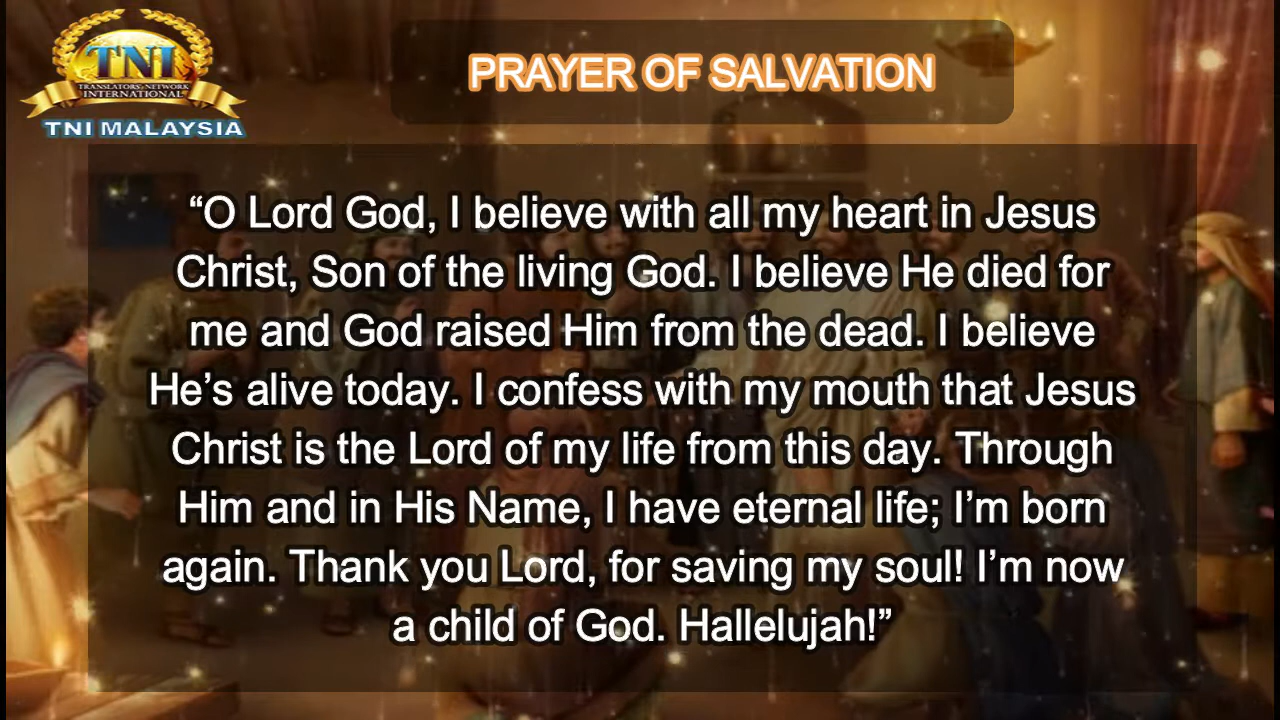 TNI
TRANSLATORS' NETWORK
INTERNATIONAL
TNI MALAYSIA
PRAYER OF SALVATION
“O Lord God, I believe with all my heart in Jesus
Christ, Son of the living God. I believe He died for
me and God raised Him from the dead. I believe
He’s alive today. I confess with my mouth that Jesus
Christ is the Lord of my life from this day. Through
Him and in His Name, I have eternal life; I’m born
again. Thank you Lord, for saving my soul! I’m now
a child of God. Hallelujah!”